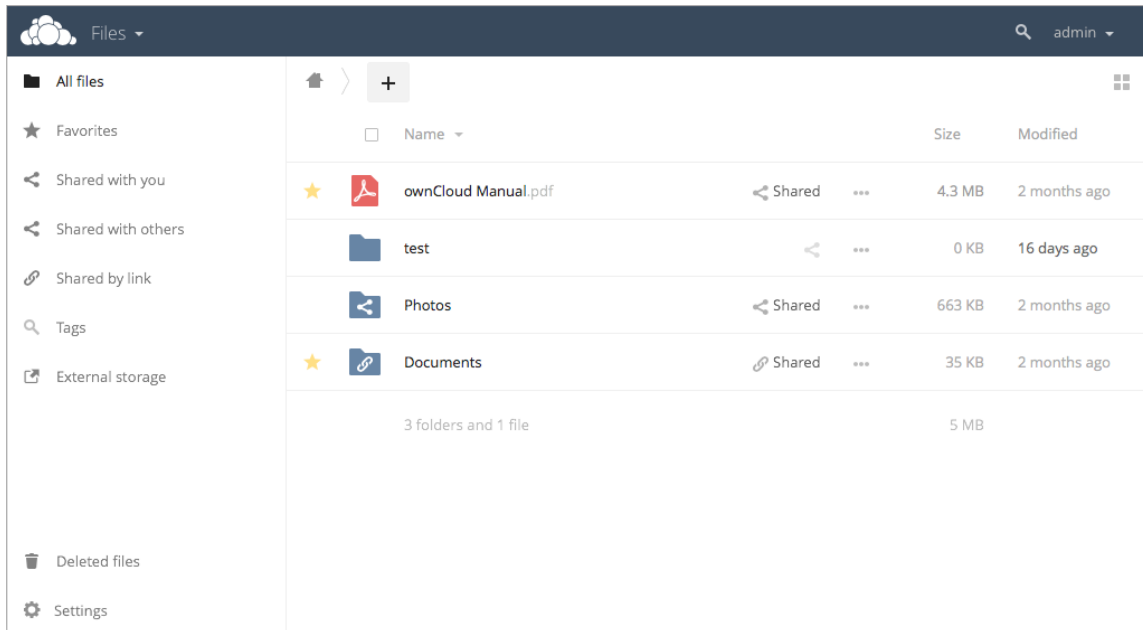 Files
admin
All files
Favorites
Shared with you
Shared with others
Shared by link
Tags
External storage
Deleted files
Settings
+
Name Size Modified
ownCloud Manual.pdf Shared ••• 4.3 MB 2 months ago
test ••• 0 KB 16 days ago
Photos Shared ••• 663 KB 2 months ago
Documents Shared ••• 35 KB 2 months ago
3 folders and 1 file 5 MB